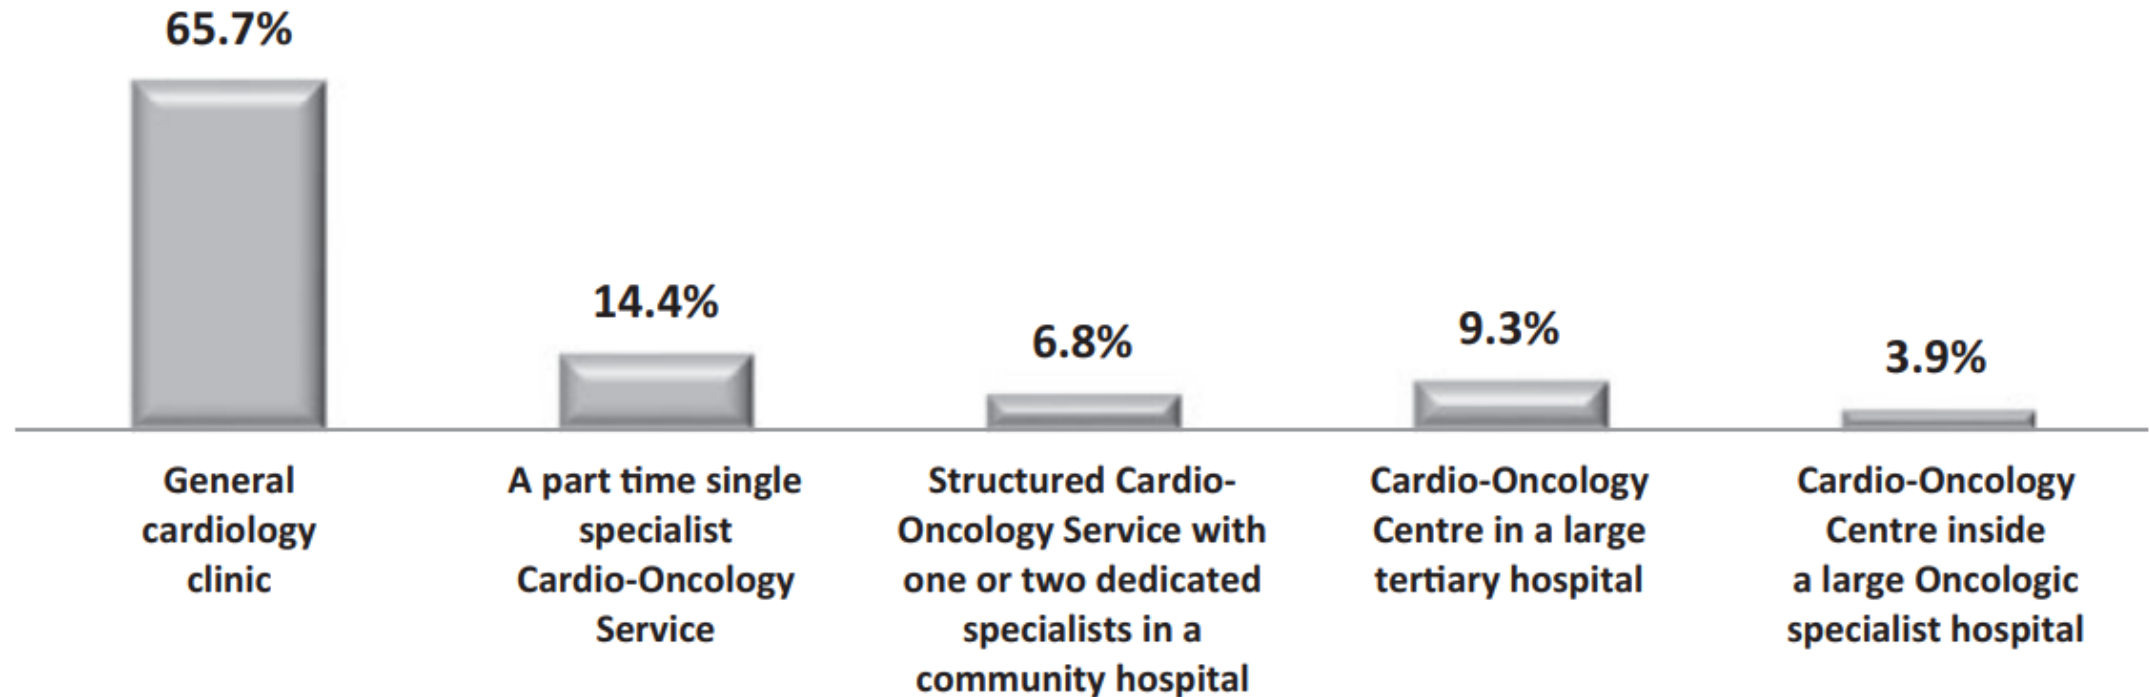 65.7%
14.4%
6.8%
9.3%
3.9%
General
cardiology
clinic
A part time single
specialist
Cardio-Oncology
Service
Structured Cardio-
Oncology Service with
one or two dedicated
specialists in a
community hospital
Cardio-Oncology
Centre in a large
tertiary hospital
Cardio-Oncology
Centre inside
a large Oncologic
specialist hospital